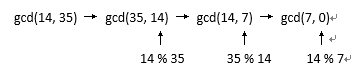 gcd(14, 35) → gcd(35, 14) → gcd(14, 7) → gcd(7, 0)↵
↵
14 % 35 35 % 14 14 % 7↵